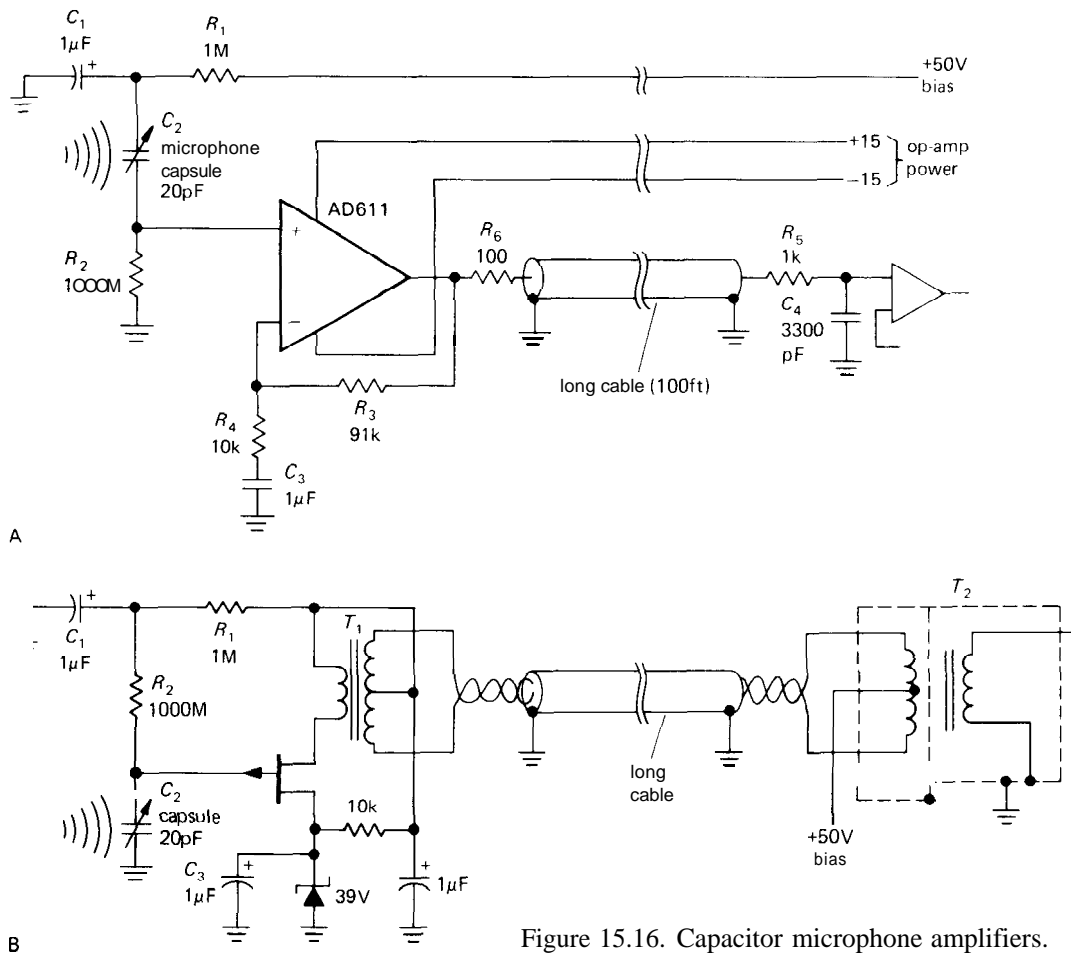 C1
1µF
+
R1
1M
+50V
bias
C2
microphone
capsule
20pF
+15
−15
op-amp
power
AD611
+
−
R2
1000M
R6
100
R5
1k
C4
3300
pF
long cable (100ft)
R3
91k
R4
10k
C3
1µF
A
C1
1µF
+
R1
1M
T1
T2
R2
1000M
C2
capsule
20pF
long
cable
10k
+50V
bias
C3
1µF
+
39V
+
1µF
B
Figure 15.16. Capacitor microphone amplifiers.